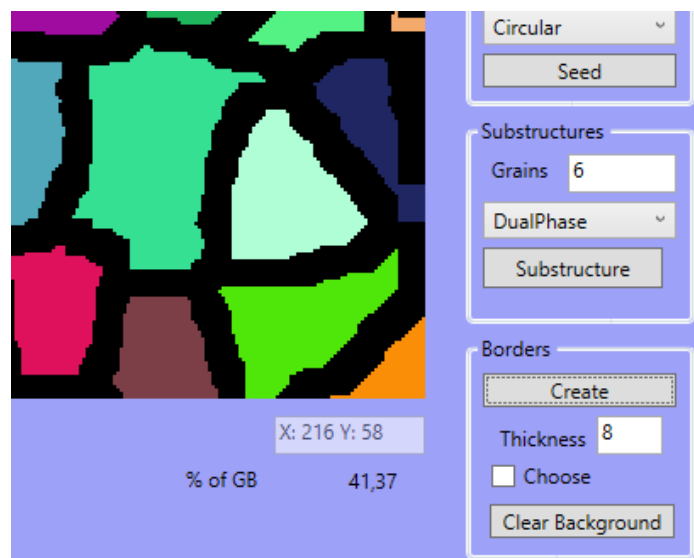 Circular
Seed
Substructures
Grains 6
DualPhase
Substructure
Borders
Create
X: 216 Y: 58
Thickness 8
% of GB 41,37
Choose
Clear Background